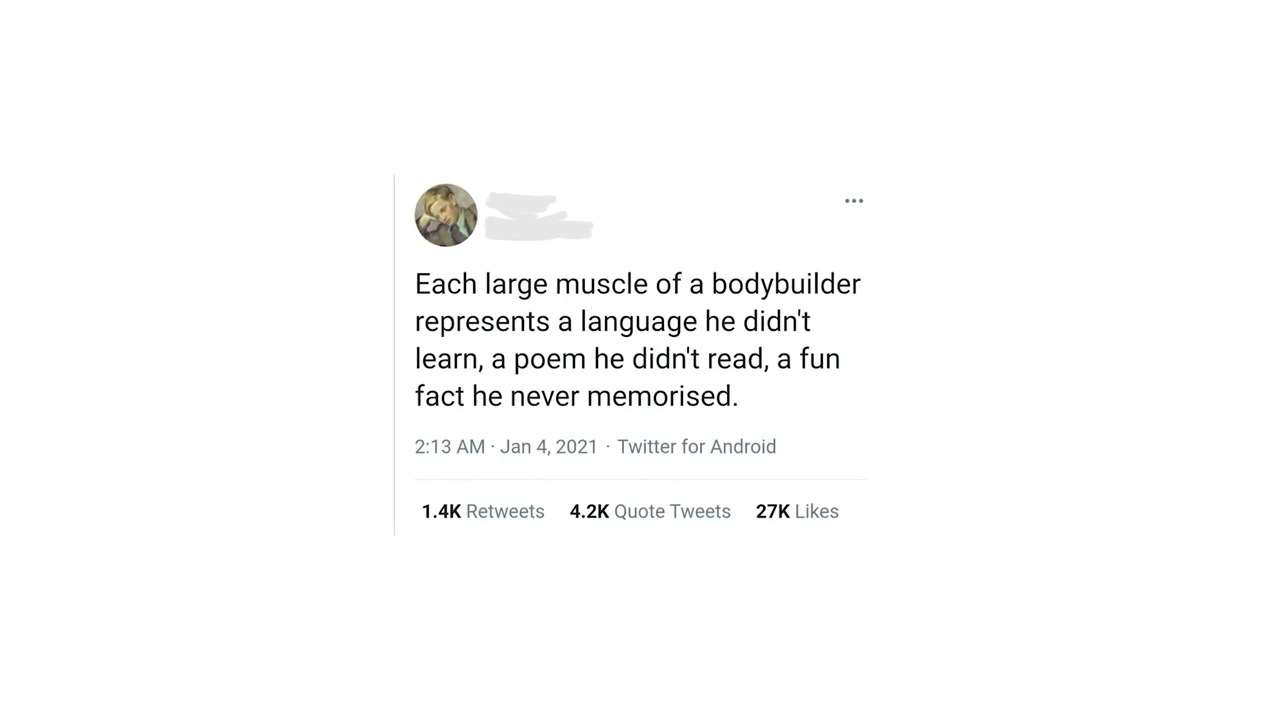 Each large muscle of a bodybuilder
represents a language he didn't
learn, a poem he didn't read, a fun
fact he never memorised.
2:13 AM · Jan 4, 2021 · Twitter for Android
1.4K Retweets 4.2K Quote Tweets 27K Likes